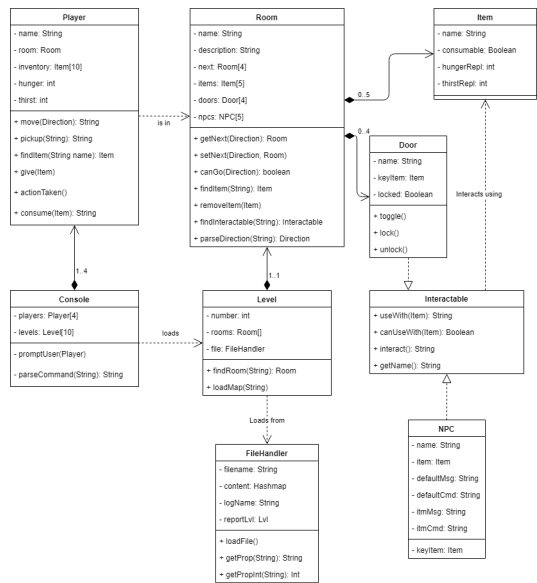 Player
- name: String
- room: Room
- inventory: Item[10]
- hunger: int
- thirst: int
+ move(Direction): String
+ pickup(String): String
+ findItem(String name): Item
+ give(Item)
+ actionTaken()
+ consume(Item): String
is in
Room
- name: String
- description: String
- next: Room[4]
- items: Item[5]
- doors: Door[4]
- npcs: NPC[5]
+ getNext(Direction): Room
+ setNext(Direction, Room)
+ canGo(Direction): boolean
+ findItem(String): Item
+ removeItem(Item)
+ findInteractable(String): Interactable
+ parseDirection(String): Direction
0..5
0..4
Item
- name: String
- consumable: Boolean
- hungerRepl: int
- thirstRepl: int
Door
- name: String
- keyItem: Item
- locked: Boolean
+ toggle()
+ lock()
+ unlock()
Interacts using
1..4
1..1
Console
- players: Player[4]
- levels: Level[10]
- promptUser(Player)
- parseCommand(String): String
loads
Level
- number: int
- rooms: Room[]
- file: FileHandler
+ findRoom(String): Room
+ loadMap(String)
Interactable
+ useWith(Item): String
+ canUseWith(Item): Boolean
+ interact(): String
+ getName(): String
Loads from
FileHandler
- filename: String
- content: Hashmap
- logName: String
- reportLvl: Lvl
+ loadFile()
+ getProp(String): String
+ getPropInt(String): Int
NPC
- name: String
- item: Item
- defaultMsg: String
- defaultCmd: String
- itmMsg: String
- itmCmd: String
- keyItem: Item